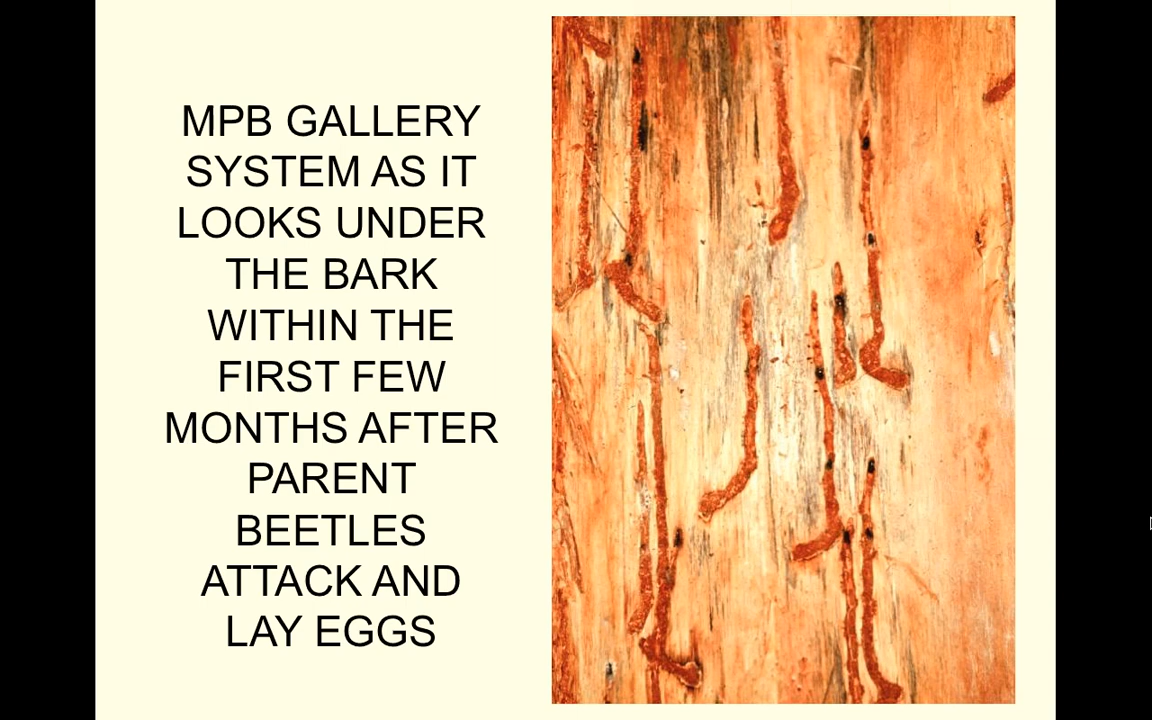 MPB GALLERY
SYSTEM AS IT
LOOKS UNDER
THE BARK
WITHIN THE
FIRST FEW
MONTHS AFTER
PARENT
BEETLES
ATTACK AND
LAY EGGS